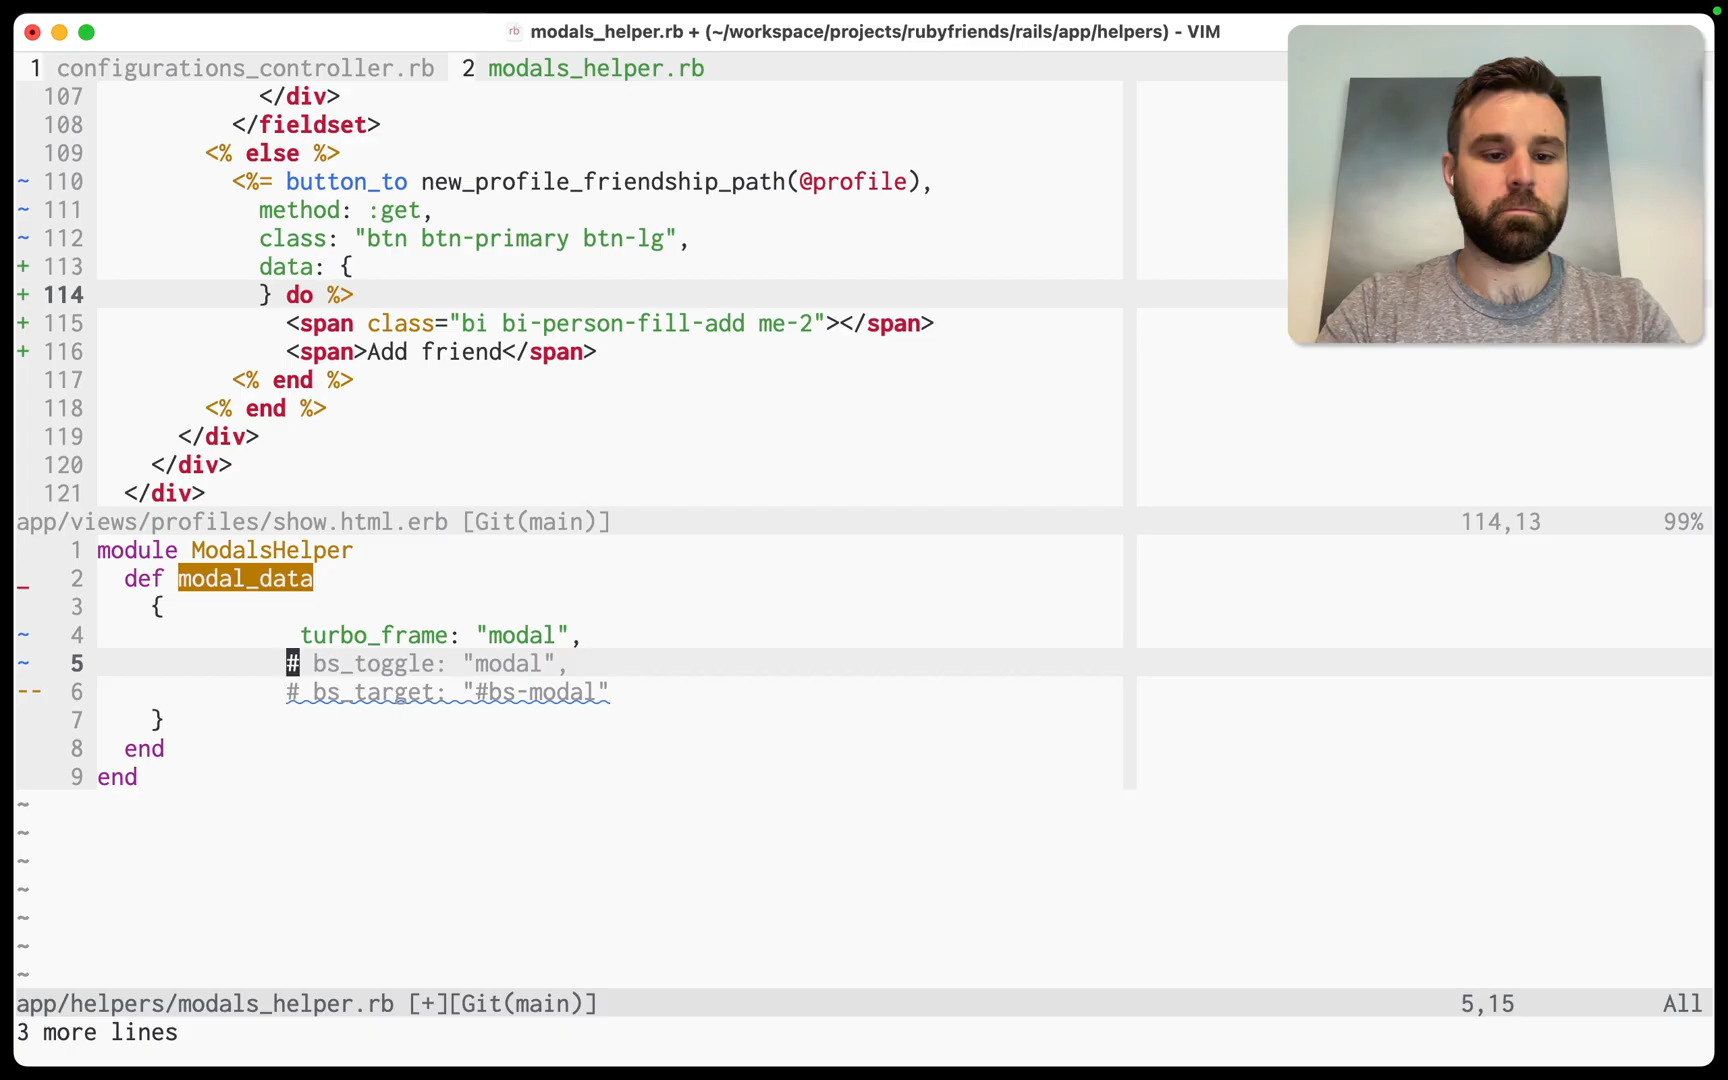 rb modals_helper.rb + (~/workspace/projects/rubyfriends/rails/app/helpers) - VIM
1 configurations_controller.rb 2 modals_helper.rb
107 </div>
108 </fieldset>
109 <% else %>
~ 110 <%= button_to new_profile_friendship_path(@profile),
~ 111 method: :get,
~ 112 class: "btn btn-primary btn-lg",
+ 113 data: {
+ 114 } do %>
+ 115 <span class="bi bi-person-fill-add me-2"></span>
+ 116 <span>Add friend</span>
117 <% end %>
118 <% end %>
119 </div>
120 </div>
121 </div>
app/views/profiles/show.html.erb [Git(main)] 114,13 99%
1 module ModalsHelper
_ 2 def modal_data
3 {
~ 4 turbo_frame: "modal",
~ 5 # bs_toggle: "modal",
-- 6 # bs_target: "#bs-modal"
7 }
8 end
9 end
~
~
~
~
~
~
~
app/helpers/modals_helper.rb [+][Git(main)] 5,15 All
3 more lines